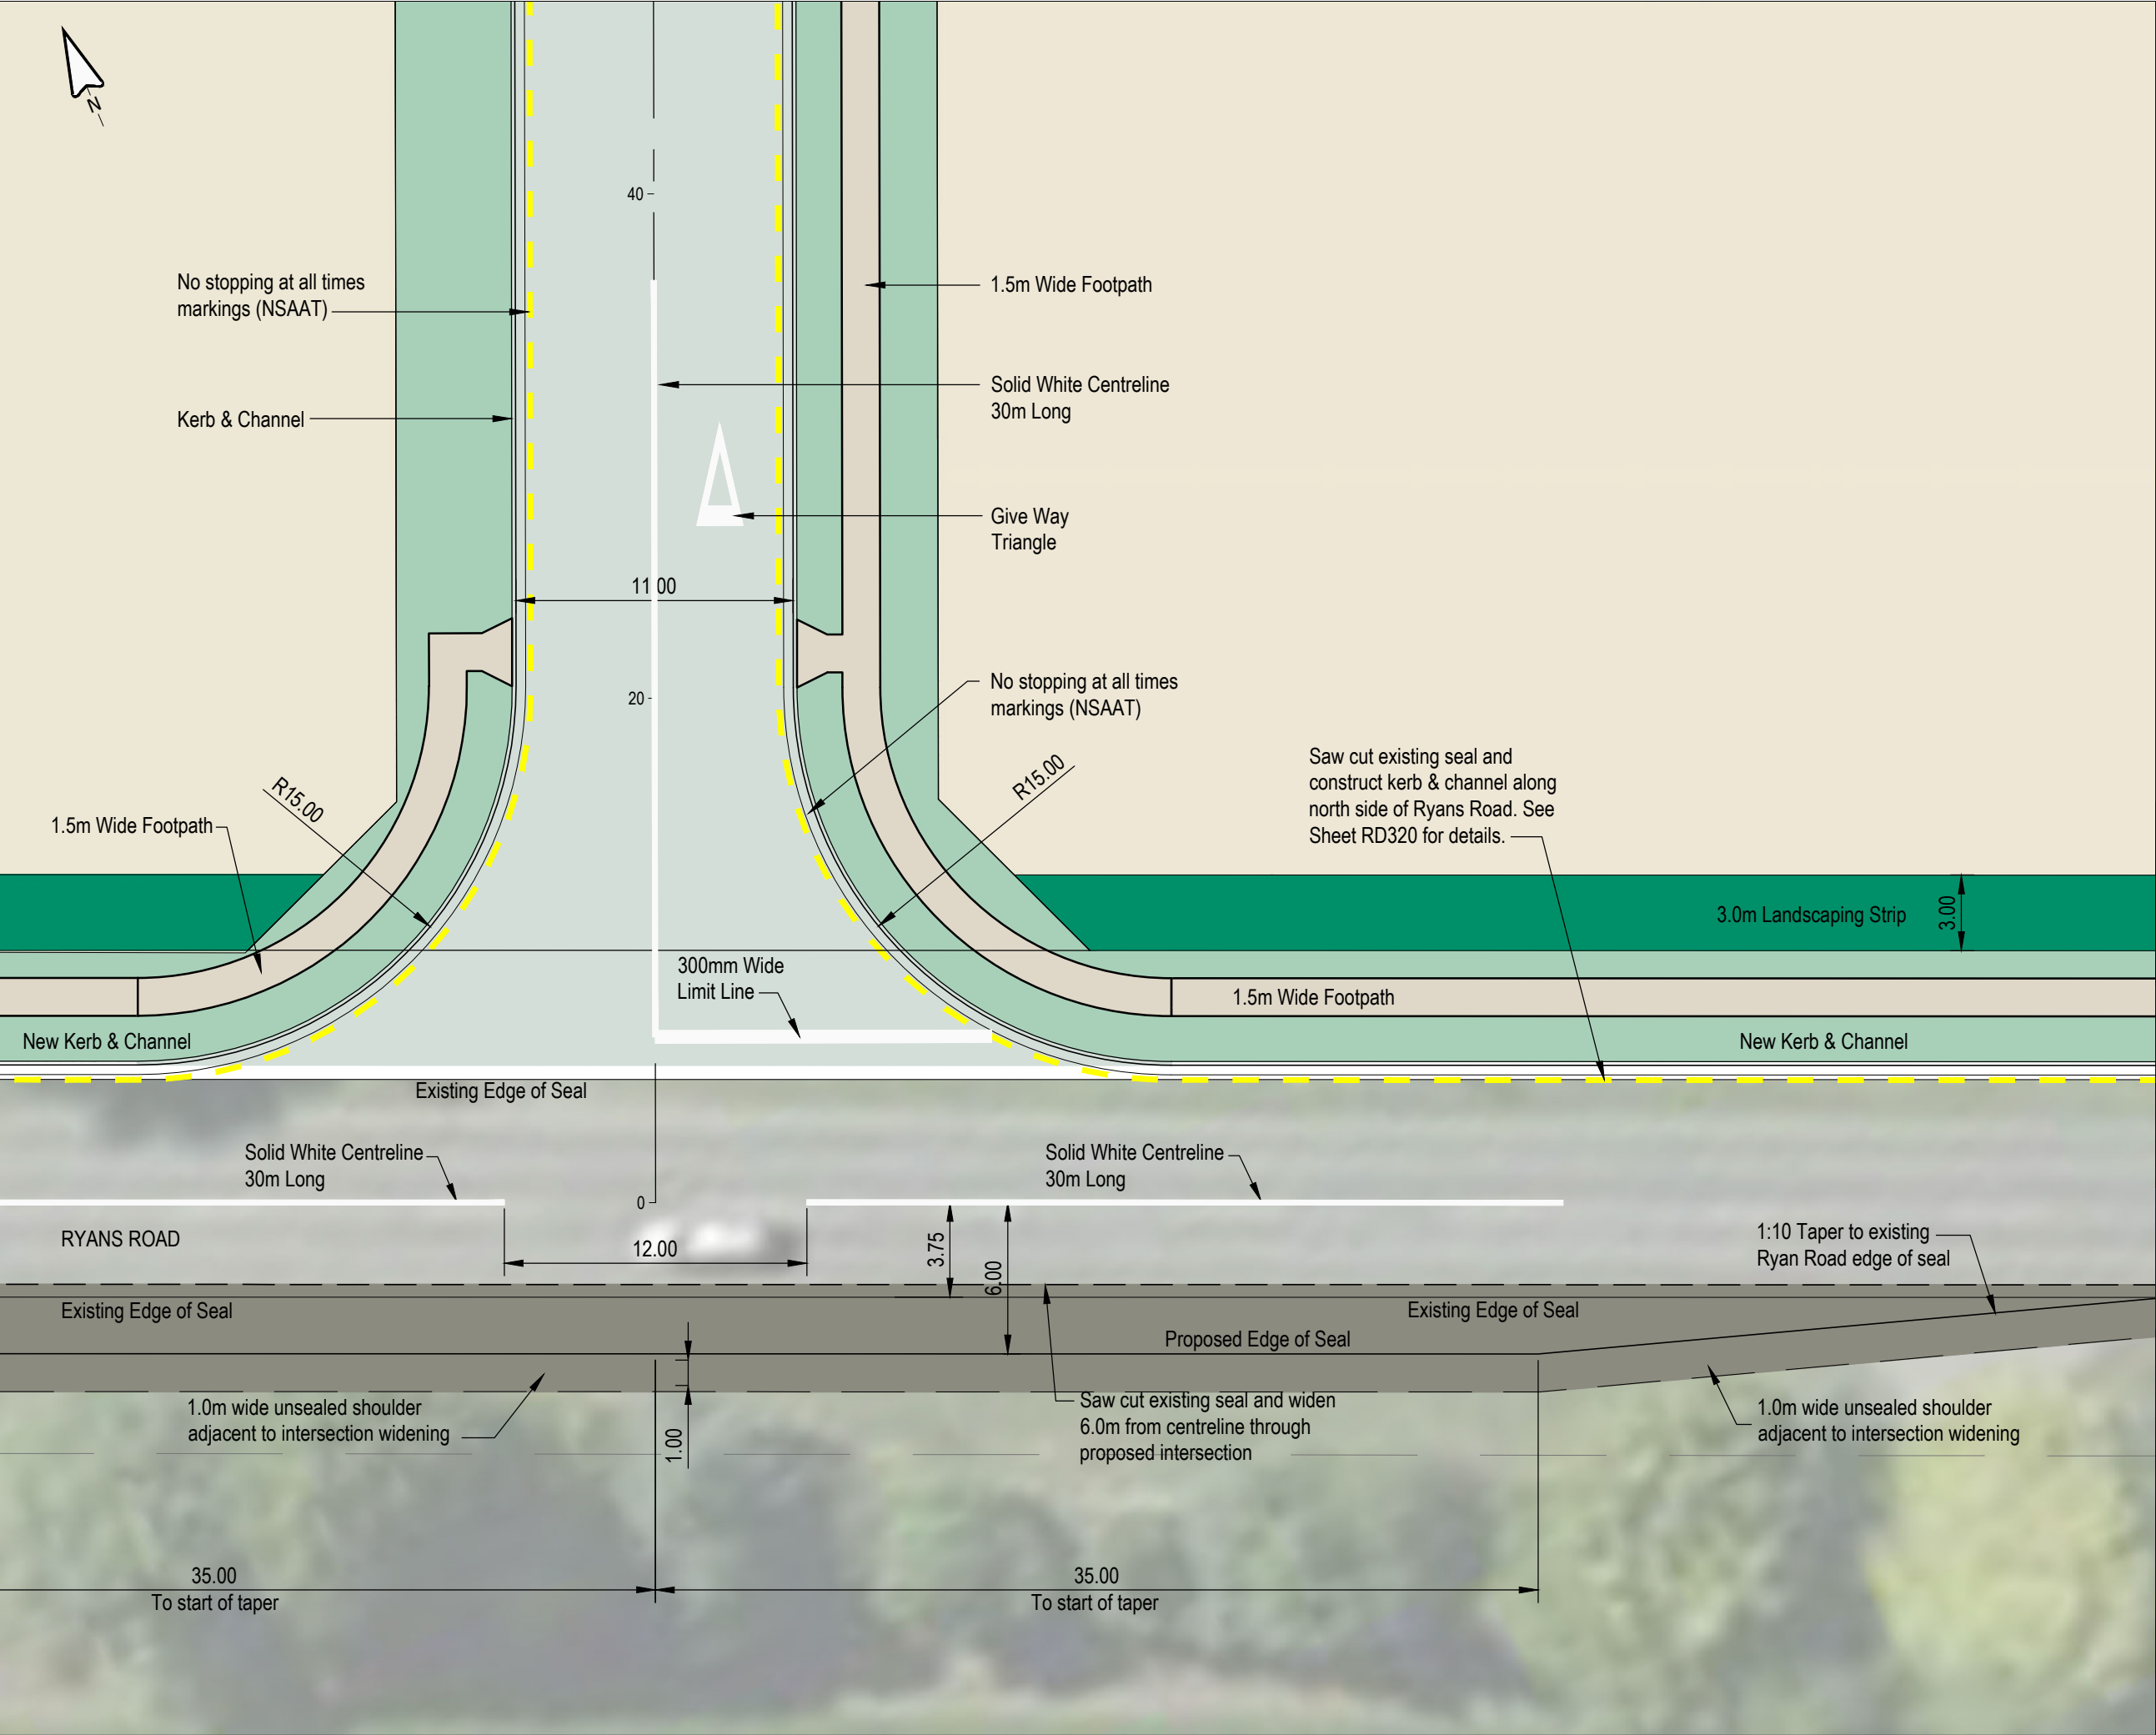 N
40
No stopping at all times
markings (NSAAT)
1.5m Wide Footpath
Solid White Centreline
30m Long
Kerb & Channel
Give Way
Triangle
11.00
No stopping at all times
markings (NSAAT)
20
R15.00
R15.00
Saw cut existing seal and
construct kerb & channel along
north side of Ryans Road. See
Sheet RD320 for details.
1.5m Wide Footpath
3.0m Landscaping Strip
3.00
300mm Wide
Limit Line
1.5m Wide Footpath
New Kerb & Channel
New Kerb & Channel
Existing Edge of Seal
Solid White Centreline
30m Long
Solid White Centreline
30m Long
0
RYANS ROAD
12.00
3.75
6.00
1:10 Taper to existing
Ryan Road edge of seal
Existing Edge of Seal
Existing Edge of Seal
Proposed Edge of Seal
1.0m wide unsealed shoulder
adjacent to intersection widening
1.00
Saw cut existing seal and widen
6.0m from centreline through
proposed intersection
1.0m wide unsealed shoulder
adjacent to intersection widening
35.00
To start of taper
35.00
To start of taper